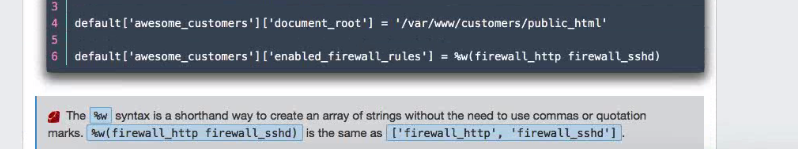 3
4 default['awesome_customers']['document_root'] = '/var/www/customers/public_html'
5
6 default['awesome_customers']['enabled_firewall_rules'] = %w(firewall_http firewall_sshd)
The %w syntax is a shorthand way to create an array of strings without the need to use commas or quotation
marks. %w(firewall_http firewall_sshd) is the same as ['firewall_http', 'firewall_sshd'].